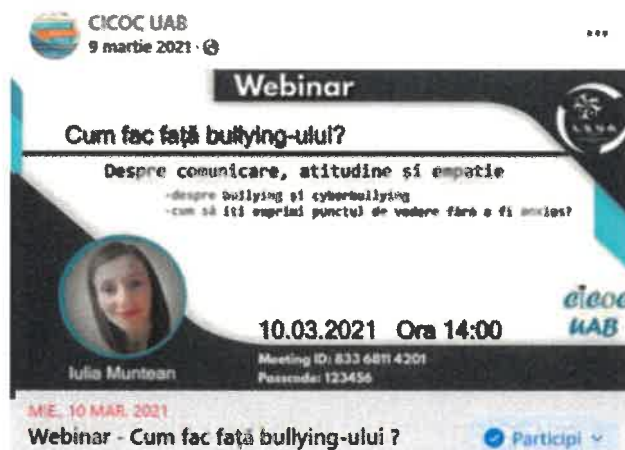 CICOC UAB
9 martie 2021
Webinar
Cum fac față bullying-ului?
Despre comunicare, atitudine și empatie
-despre bullying și cyberbullying
-cum să îți exprimi punctul de vedere fără a fi anxios?
cicoc
UAB
10.03.2021 Ora 14:00
Iulia Muntean
Meeting ID: 833 6811 4201
Passcode: 123456
MIE., 10 MAR. 2021
Webinar - Cum fac față bullying-ului ?
Participi